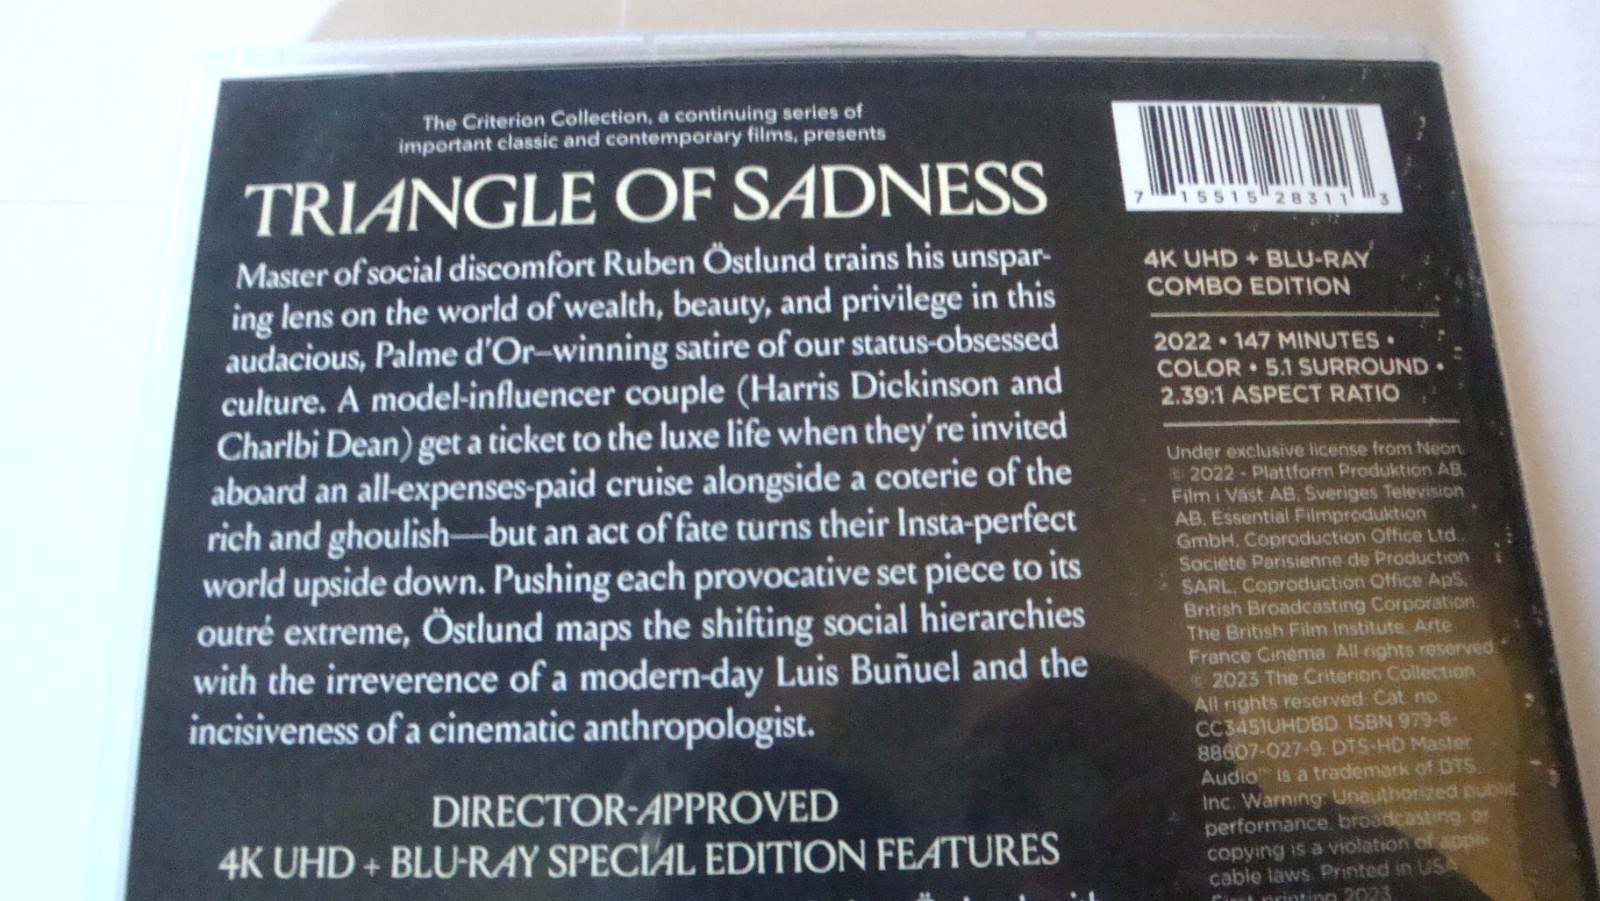 The Criterion Collection, a continuing series of
important classic and contemporary films, presents
TRIANGLE OF SADNESS
Master of social discomfort Ruben Östlund trains his unspar-
ing lens on the world of wealth, beauty, and privilege in this
audacious, Palme d'Or–winning satire of our status-obsessed
culture. A model-influencer couple (Harris Dickinson and
Charlbi Dean) get a ticket to the luxe life when they're invited
aboard an all-expenses-paid cruise alongside a coterie of the
rich and ghoulish—but an act of fate turns their Insta-perfect
world upside down. Pushing each provocative set piece to its
outré extreme, Östlund maps the shifting social hierarchies
with the irreverence of a modern-day Luis Buñuel and the
incisiveness of a cinematic anthropologist.
DIRECTOR-APPROVED
4K UHD + BLU-RAY SPECIAL EDITION FEATURES
7 15515 28311 3
4K UHD + BLU-RAY
COMBO EDITION
2022 • 147 MINUTES •
COLOR • 5.1 SURROUND •
2.39:1 ASPECT RATIO
Under exclusive license from Neon.
© 2022 - Plattform Produktion AB,
Film i Väst AB, Sveriges Television
AB, Essential Filmproduktion
GmbH, Coproduction Office Ltd.,
Société Parisienne de Production
SARL, Coproduction Office ApS,
British Broadcasting Corporation,
The British Film Institute, Arte
France Cinéma. All rights reserved.
© 2023 The Criterion Collection
All rights reserved. Cat. no.
CC3451UHDBD. ISBN 979-8-
88607-027-9. DTS-HD Master
Audio™ is a trademark of DTS,
Inc. Warning: Unauthorized public
performance, broadcasting, or
copying is a violation of appli-
cable laws. Printed in USA
First printing 2023